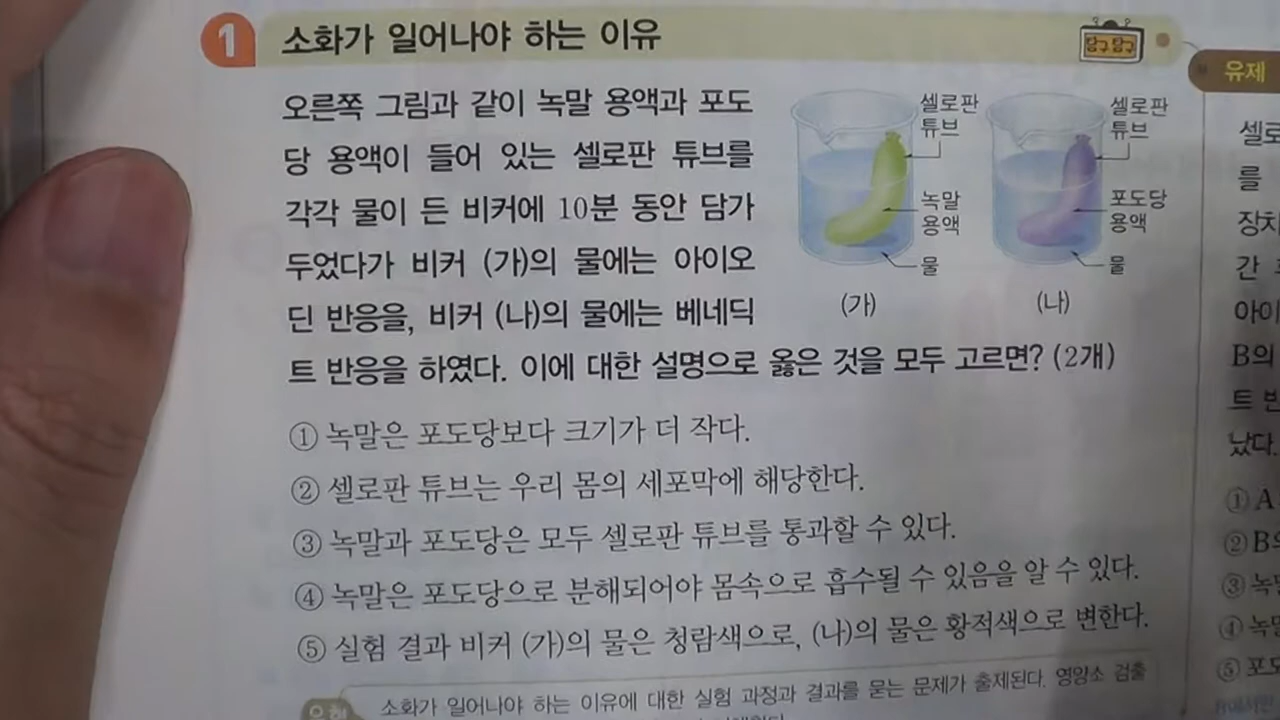 1 소화가 일어나야 하는 이유
탐구탐구
유제
오른쪽 그림과 같이 녹말 용액과 포도
당 용액이 들어 있는 셀로판 튜브를
각각 물이 든 비커에 10분 동안 담가
두었다가 비커 (가)의 물에는 아이오
딘 반응을, 비커 (나)의 물에는 베네딕
트 반응을 하였다. 이에 대한 설명으로 옳은 것을 모두 고르면? (2개)
셀로판
튜브
녹말
용액
물
(가)
셀로판
튜브
포도당
용액
물
(나)
① 녹말은 포도당보다 크기가 더 작다.
② 셀로판 튜브는 우리 몸의 세포막에 해당한다.
③ 녹말과 포도당은 모두 셀로판 튜브를 통과할 수 있다.
④ 녹말은 포도당으로 분해되어야 몸속으로 흡수될 수 있음을 알 수 있다.
⑤ 실험 결과 비커 (가)의 물은 청람색으로, (나)의 물은 황적색으로 변한다.
소화가 일어나야 하는 이유에 대한 실험 과정과 결과를 묻는 문제가 출제된다. 영양소 검출
셀로
를
장치
간
아이
B의
트 반
났다.
① A
② B의
③ 녹
④ 녹말
⑤ 포도